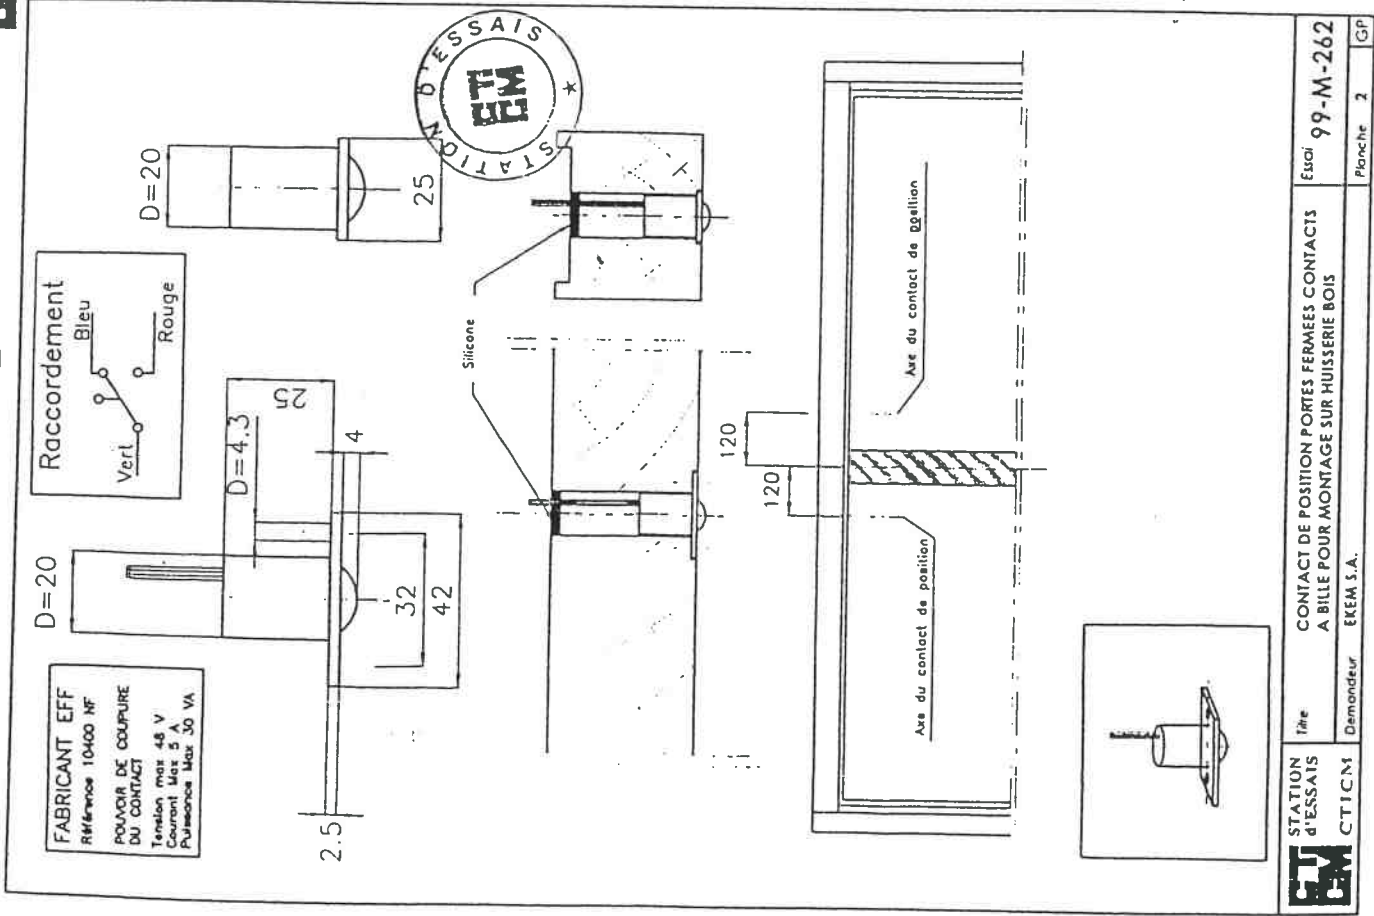 FABRICANT EFF
Référence 10400 NF
POUVOIR DE COUPURE
DU CONTACT
Tension max 48 V
Courant Max 5 A
Puissance Max 30 VA
Raccordement
Vert
Bleu
Rouge
D=20
D=4.3
25
4
32
42
2.5
D=20
25
STATION D'ESSAIS
CTICM
Silicone
120
120
Axe du contact de position
Axe du contact de position
STATION
d'ESSAIS
CTICM
CTICM
Titre
CONTACT DE POSITION PORTES FERMEES CONTACTS
A BILLE POUR MONTAGE SUR HUISSERIE BOIS
Essai
99-M-262
Demandeur
EKEM S.A.
Planche 2
GP